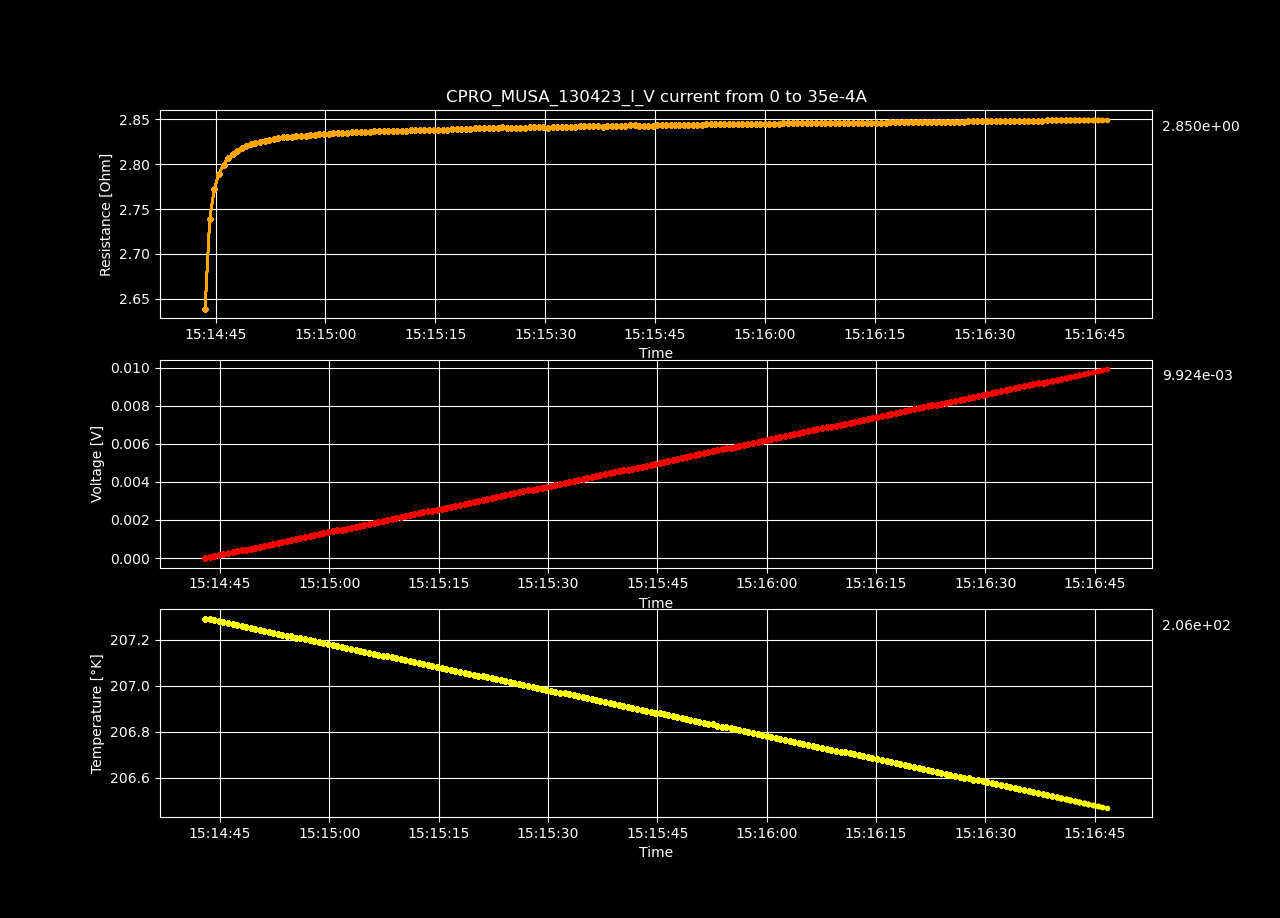 CPRO_MUSA_130423_I_V current from 0 to 35e-4A
2.85
2.80
2.75
2.70
2.65
Resistance [Ohm]
2.850e+00
15:14:45 15:15:00 15:15:15 15:15:30 15:15:45 15:16:00 15:16:15 15:16:30 15:16:45
Time
0.010
0.008
0.006
0.004
0.002
0.000
Voltage [V]
9.924e-03
15:14:45 15:15:00 15:15:15 15:15:30 15:15:45 15:16:00 15:16:15 15:16:30 15:16:45
Time
207.2
207.0
206.8
206.6
Temperature [°K]
2.06e+02
15:14:45 15:15:00 15:15:15 15:15:30 15:15:45 15:16:00 15:16:15 15:16:30 15:16:45
Time